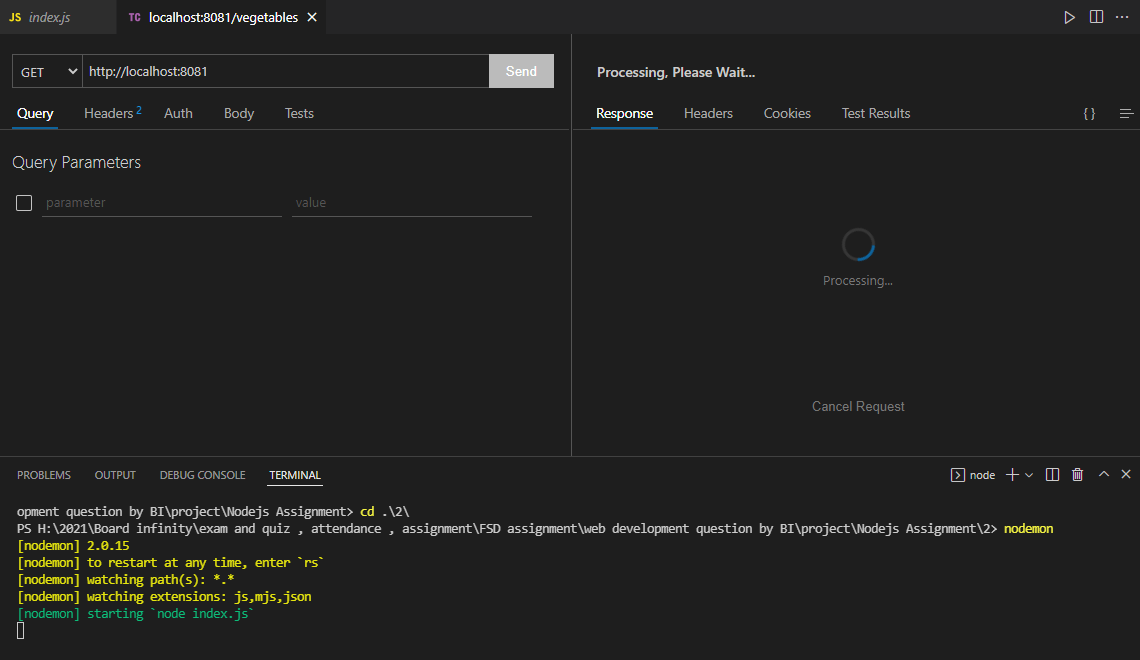 JS index.js
TC localhost:8081/vegetables ✕
GET http://localhost:8081 Send
Query Headers 2 Auth Body Tests
Query Parameters
parameter value
Processing, Please Wait...
Response Headers Cookies Test Results { }
Processing...
Cancel Request
PROBLEMS OUTPUT DEBUG CONSOLE TERMINAL node
opment question by BI\project\Nodejs Assignment> cd .\2\
PS H:\2021\Board infinity\exam and quiz , attendance , assignment\FSD assignment\web development question by BI\project\Nodejs Assignment\2> nodemon
[nodemon] 2.0.15
[nodemon] to restart at any time, enter `rs`
[nodemon] watching path(s): *.*
[nodemon] watching extensions: js,mjs,json
[nodemon] starting `node index.js`